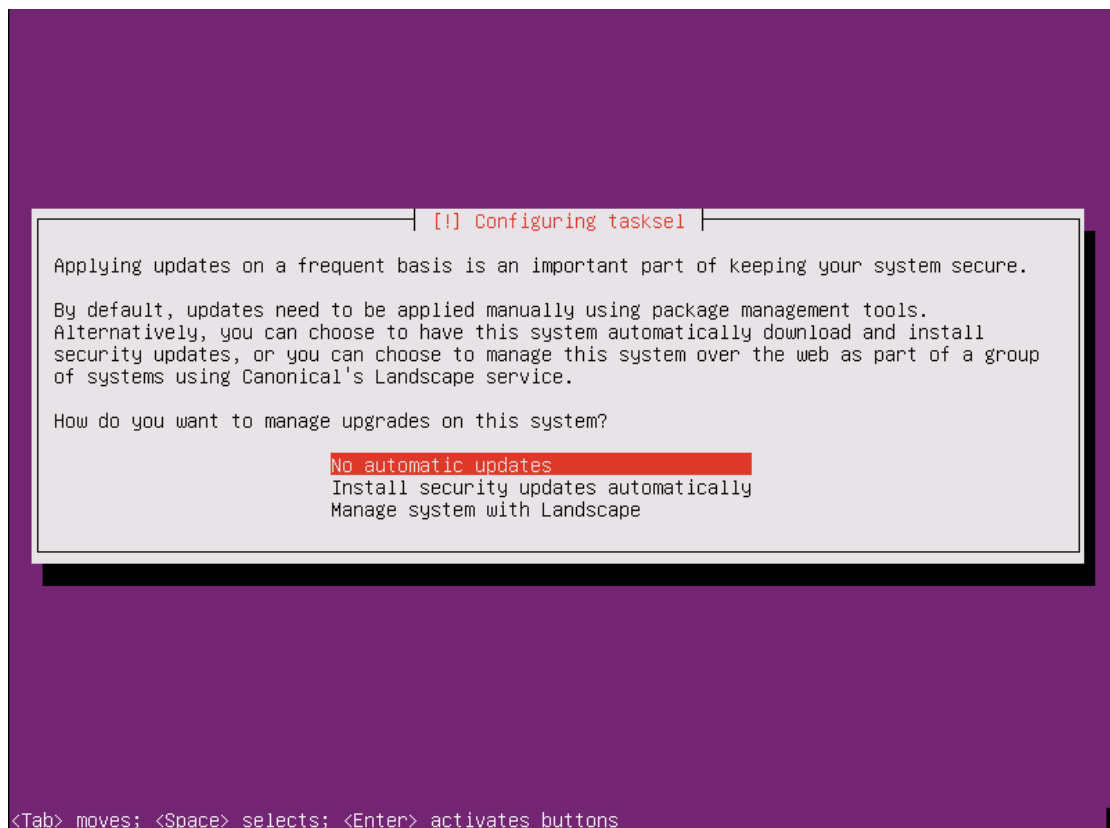 [!] Configuring tasksel
Applying updates on a frequent basis is an important part of keeping your system secure.
By default, updates need to be applied manually using package management tools.
Alternatively, you can choose to have this system automatically download and install
security updates, or you can choose to manage this system over the web as part of a group
of systems using Canonical's Landscape service.
How do you want to manage upgrades on this system?
No automatic updates
Install security updates automatically
Manage system with Landscape
<Tab> moves; <Space> selects; <Enter> activates buttons